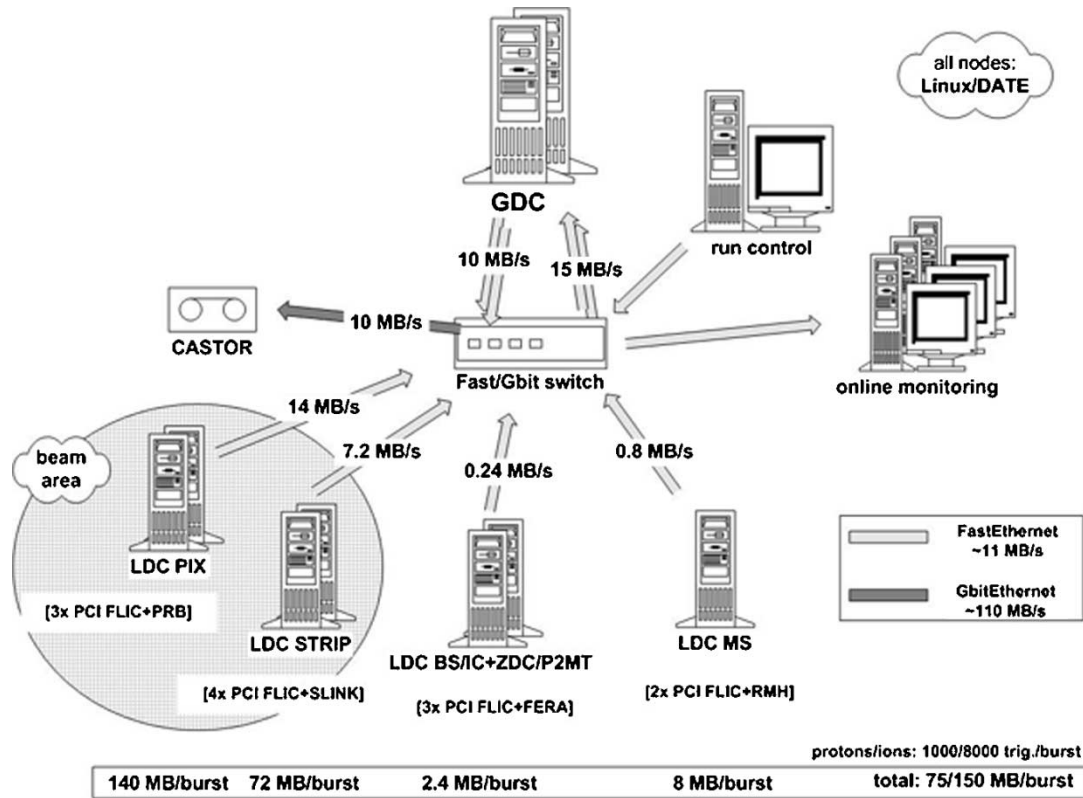 all nodes:
Linux/DATE
GDC
run control
10 MB/s
15 MB/s
10 MB/s
CASTOR
Fast/Gbit switch
online monitoring
14 MB/s
7.2 MB/s
0.24 MB/s
0.8 MB/s
beam
area
FastEthernet
~11 MB/s
GbitEthernet
~110 MB/s
LDC PIX
[3x PCI FLIC+PRB]
LDC STRIP
[4x PCI FLIC+SLINK]
LDC BS/IC+ZDC/P2MT
[3x PCI FLIC+FERA]
LDC MS
[2x PCI FLIC+RMH]
protons/ions: 1000/8000 trig./burst
140 MB/burst 72 MB/burst 2.4 MB/burst 8 MB/burst total: 75/150 MB/burst